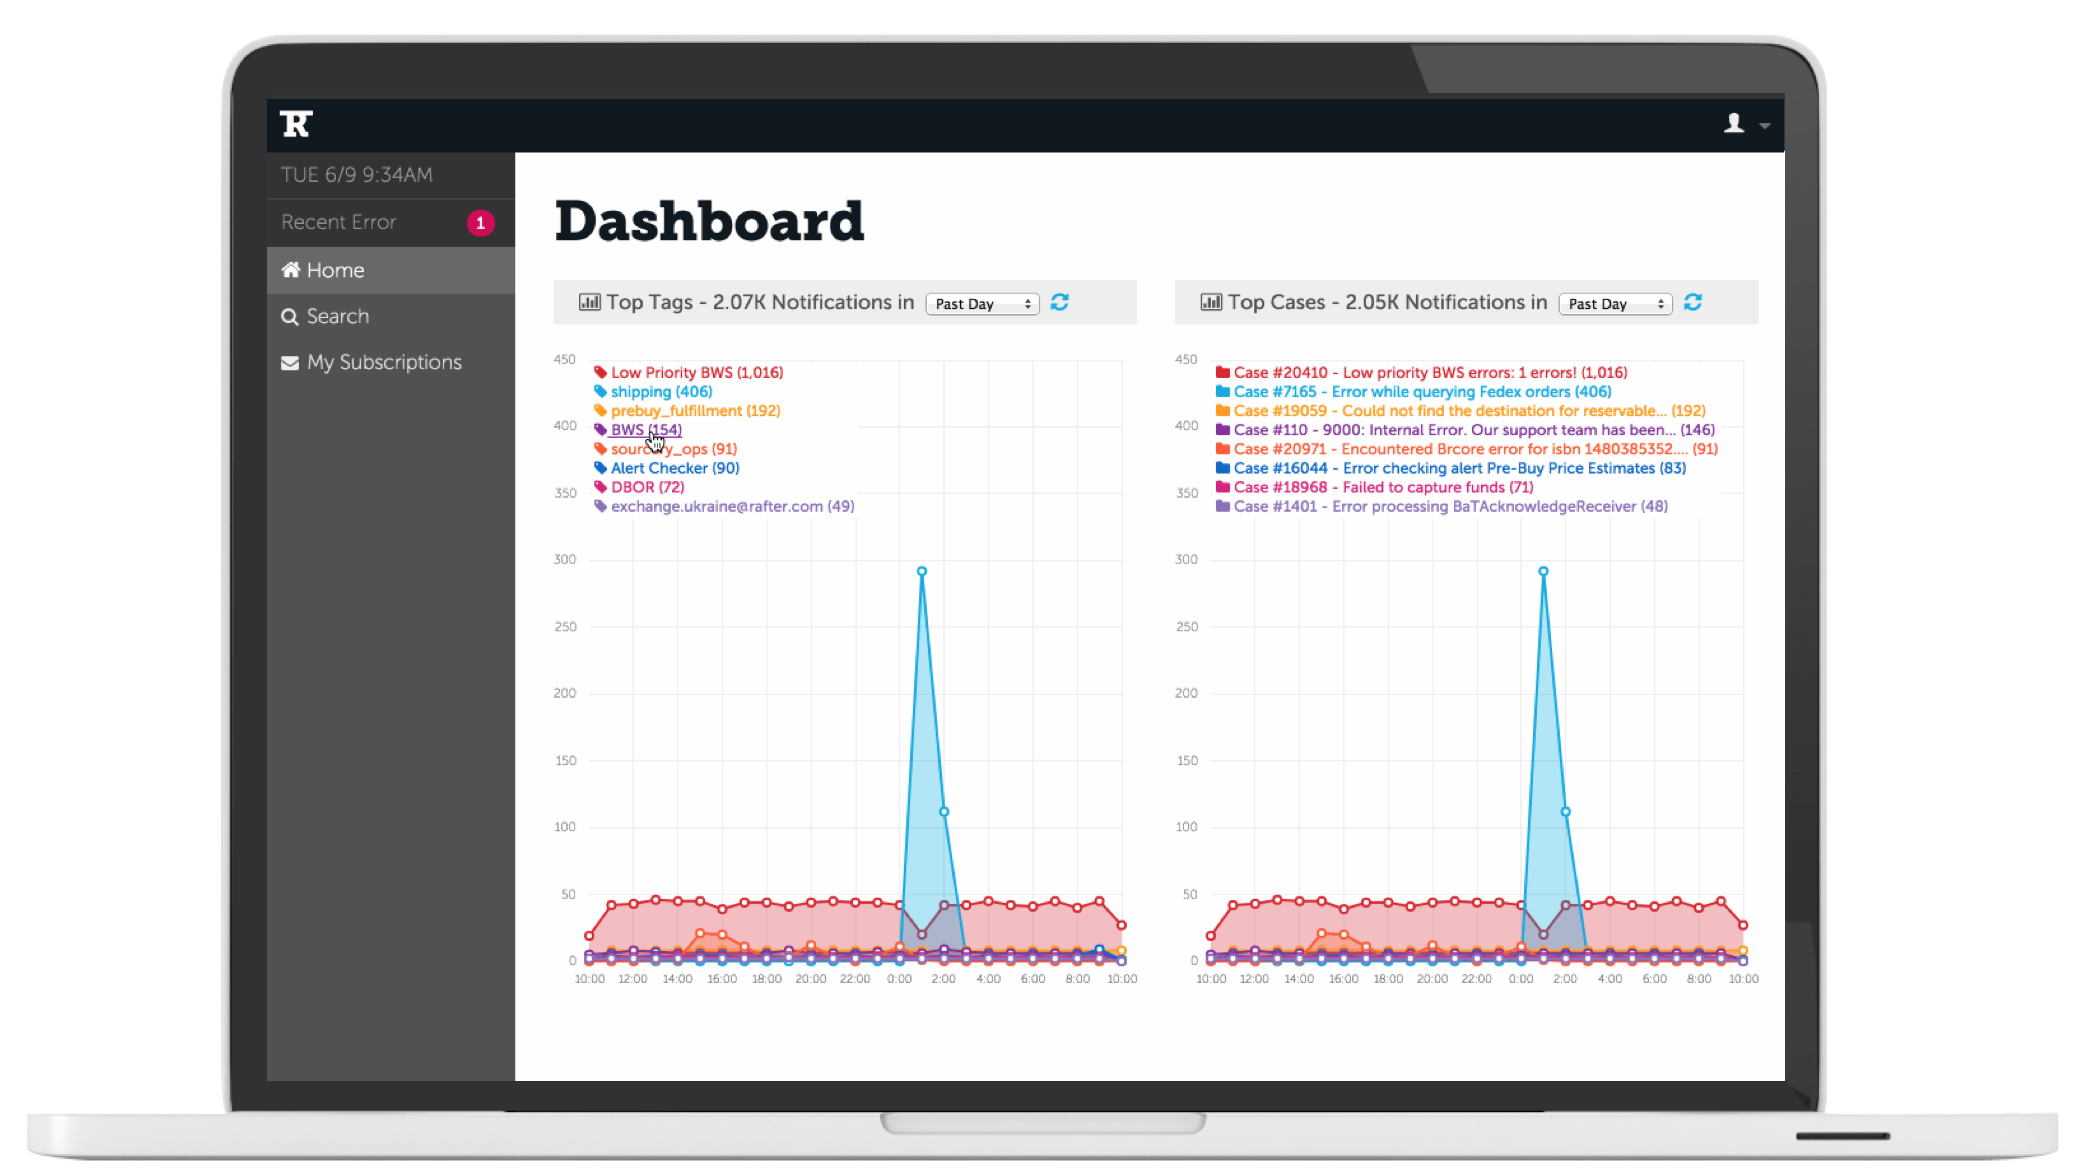 R
TUE 6/9 9:34AM
Recent Error 1
Home
Search
My Subscriptions
Dashboard
Top Tags - 2.07K Notifications in Past Day
450
400
350
300
250
200
150
100
50
0
Low Priority BWS (1,016)
shipping (406)
prebuy_fulfillment (192)
BWS (154)
_ops (91)
Alert Checker (90)
DBOR (72)
exchange.ukraine@rafter.com (49)
10:00 12:00 14:00 16:00 18:00 20:00 22:00 0:00 2:00 4:00 6:00 8:00 10:00
Top Cases - 2.05K Notifications in Past Day
450
400
350
300
250
200
150
100
50
0
Case #20410 - Low priority BWS errors: 1 errors! (1,016)
Case #7165 - Error while querying Fedex orders (406)
Case #19059 - Could not find the destination for reservable... (192)
Case #110 - 9000: Internal Error. Our support team has been... (146)
Case #20971 - Encountered Brcore error for isbn 1480385352.... (91)
Case #16044 - Error checking alert Pre-Buy Price Estimates (83)
Case #18968 - Failed to capture funds (71)
Case #1401 - Error processing BaTAcknowledgeReceiver (48)
10:00 12:00 14:00 16:00 18:00 20:00 22:00 0:00 2:00 4:00 6:00 8:00 10:00